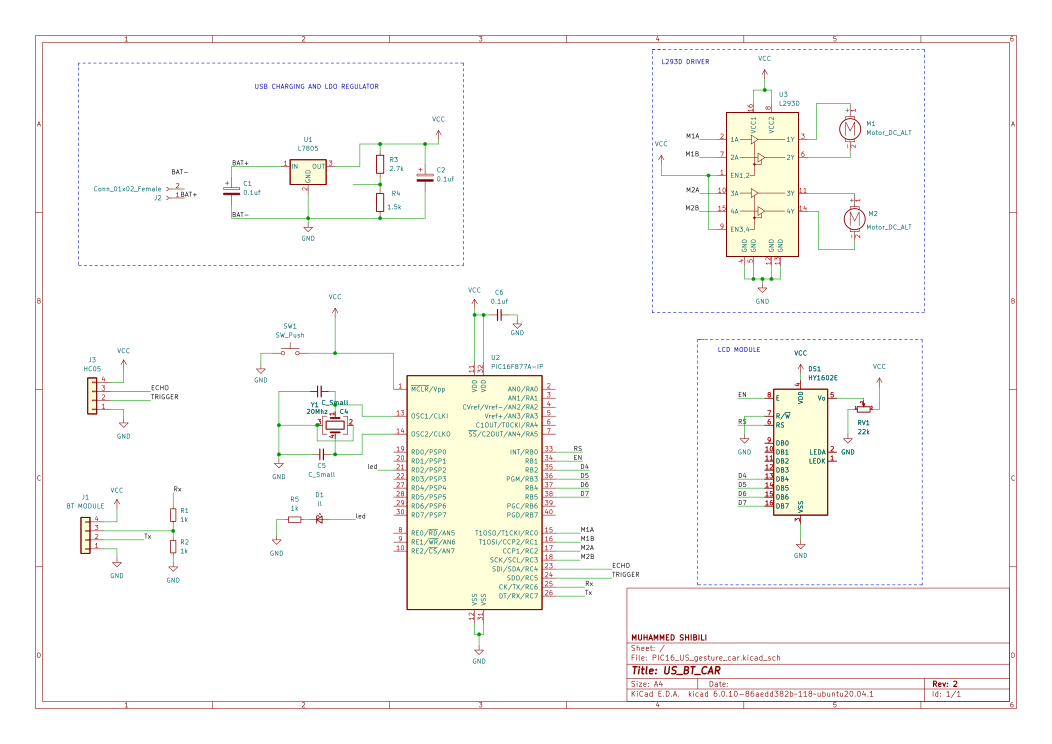 1 2 3 4 5 6
A
B
C
D
USB CHARGING AND LDO REGULATOR
VCC
U1
L7805
BAT+
1 IN OUT 3
GND
2
R3
2.7k
C2
0.1uf
BAT-
Conn_01x02_Female 2
J2 1 BAT+
C1
0.1uf
R4
1.5k
BAT-
GND
L293D DRIVER
VCC
U3
L293D
16 8
VCC1 VCC2
M1A 2 1A 1Y 3
M1
Motor_DC_ALT
VCC
M1B 7 2A 2Y 6
1 EN1,2
M2A 10 3A 3Y 11
M2B 15 4A 4Y 14
M2
Motor_DC_ALT
9 EN3,4
GND GND GND GND
4 5 12 13
GND
VCC
SW1
SW_Push
GND
VCC
C6
0.1uf
GND
U2
PIC16F877A-IP
11 32
VDD VDD
1 MCLR/Vpp AN0/RA0 2
AN1/RA1 3
CVref/Vref-/AN2/RA2 4
13 OSC1/CLKI Vref+/AN3/RA3 5
C1OUT/T0CKI/RA4 6
14 OSC2/CLKO SS/C2OUT/AN4/RA5 7
19 RD0/PSP0 INT/RB0 33 RS
20 RD1/PSP1 RB1 34 EN
led 21 RD2/PSP2 RB2 35 D4
22 RD3/PSP3 PGM/RB3 36 D5
27 RD4/PSP4 RB4 37 D6
28 RD5/PSP5 RB5 38 D7
29 RD6/PSP6 PGC/RB6 39
30 RD7/PSP7 PGD/RB7 40
8 RE0/RD/AN5 T1OSO/T1CKI/RC0 15 M1A
9 RE1/WR/AN6 T1OSI/CCP2/RC1 16 M1B
10 RE2/CS/AN7 CCP1/RC2 17 M2A
SCK/SCL/RC3 18 M2B
SDI/SDA/RC4 23 ECHO
SDO/RC5 24 TRIGGER
CK/TX/RC6 25 Rx
DT/RX/RC7 26 Tx
VSS VSS
12 31
GND
C_Small
Y1 C4
20Mhz
1 2 3 4
C5
C_Small
GND
R5
1k
D1
ll
led
GND
J3
HC05
VCC
4
3 ECHO
2 TRIGGER
1
GND
J1
BT MODULE
VCC
Rx
R1
1k
4
3
2 Tx
1
R2
1k
GND
GND
LCD MODULE
VCC
DS1
HY1602E
4
VDD
VCC
EN 8 E Vo 5
RV1
22k
7 R/W
RS 6 RS
GND
GND
9 DB0
10 DB1 LEDA 2
11 DB2 LEDK 1
12 DB3
D4 13 DB4
D5 14 DB5
D6 15 DB6
D7 16 DB7
VSS
3
GND
MUHAMMED SHIBILI
Sheet: /
File: PIC16_US_gesture_car.kicad_sch
Title: US_BT_CAR
Size: A4 Date: Rev: 2
KiCad E.D.A. kicad 6.0.10-86aedd382b~118~ubuntu20.04.1 Id: 1/1
1 2 3 4 5 6